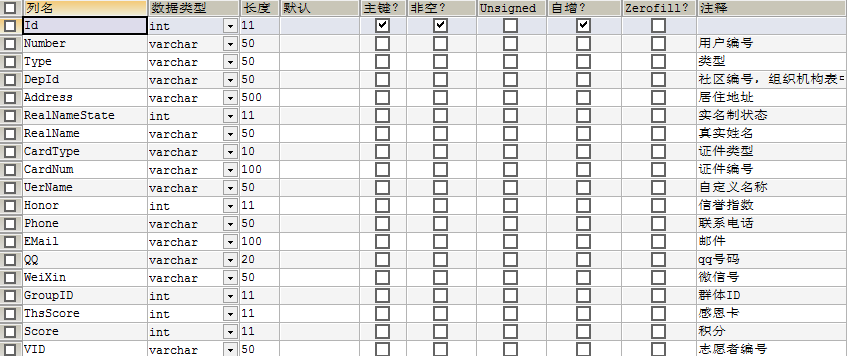 列名 数据类型 长度 默认 主键? 非空? Unsigned 自增? Zerofill? 注释
Id int 11
Number varchar 50 用户编号
Type varchar 50 类型
DepId varchar 50 社区编号，组织机构表中
Address varchar 500 居住地址
RealNameState int 11 实名制状态
RealName varchar 50 真实姓名
CardType varchar 10 证件类型
CardNum varchar 100 证件编号
UerName varchar 50 自定义名称
Honor int 11 信誉指数
Phone varchar 50 联系电话
EMail varchar 100 邮件
QQ varchar 20 qq号码
WeiXin varchar 50 微信号
GroupID int 11 群体ID
ThsScore int 11 感恩卡
Score int 11 积分
VID varchar 50 志愿者编号